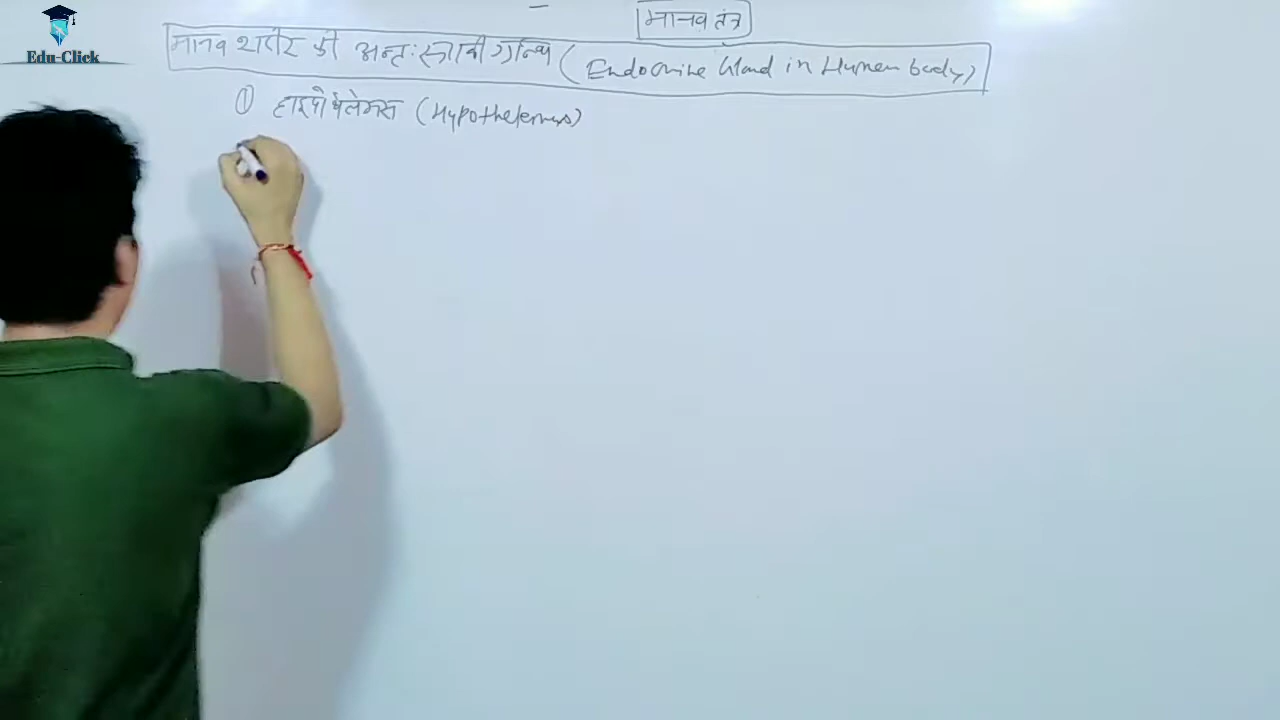 Edu-Click
मानव तंत्र
मानव शरीर की अन्तःस्त्रावी ग्रन्थि (Endocrine Gland in Human body)
① हाइपोथेलेमस (Hypothelemus)